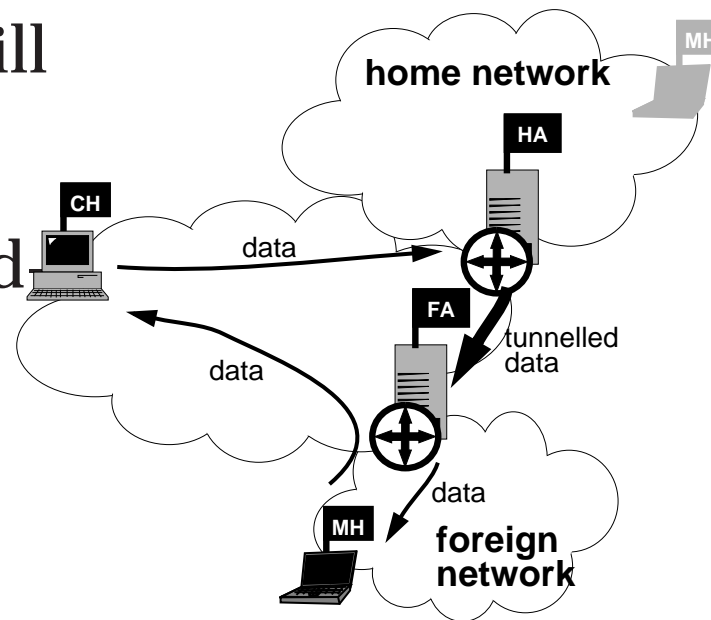 ill
home network
MH
HA
CH
data
d
FA
tunnelled
data
data
data
MH
foreign
network